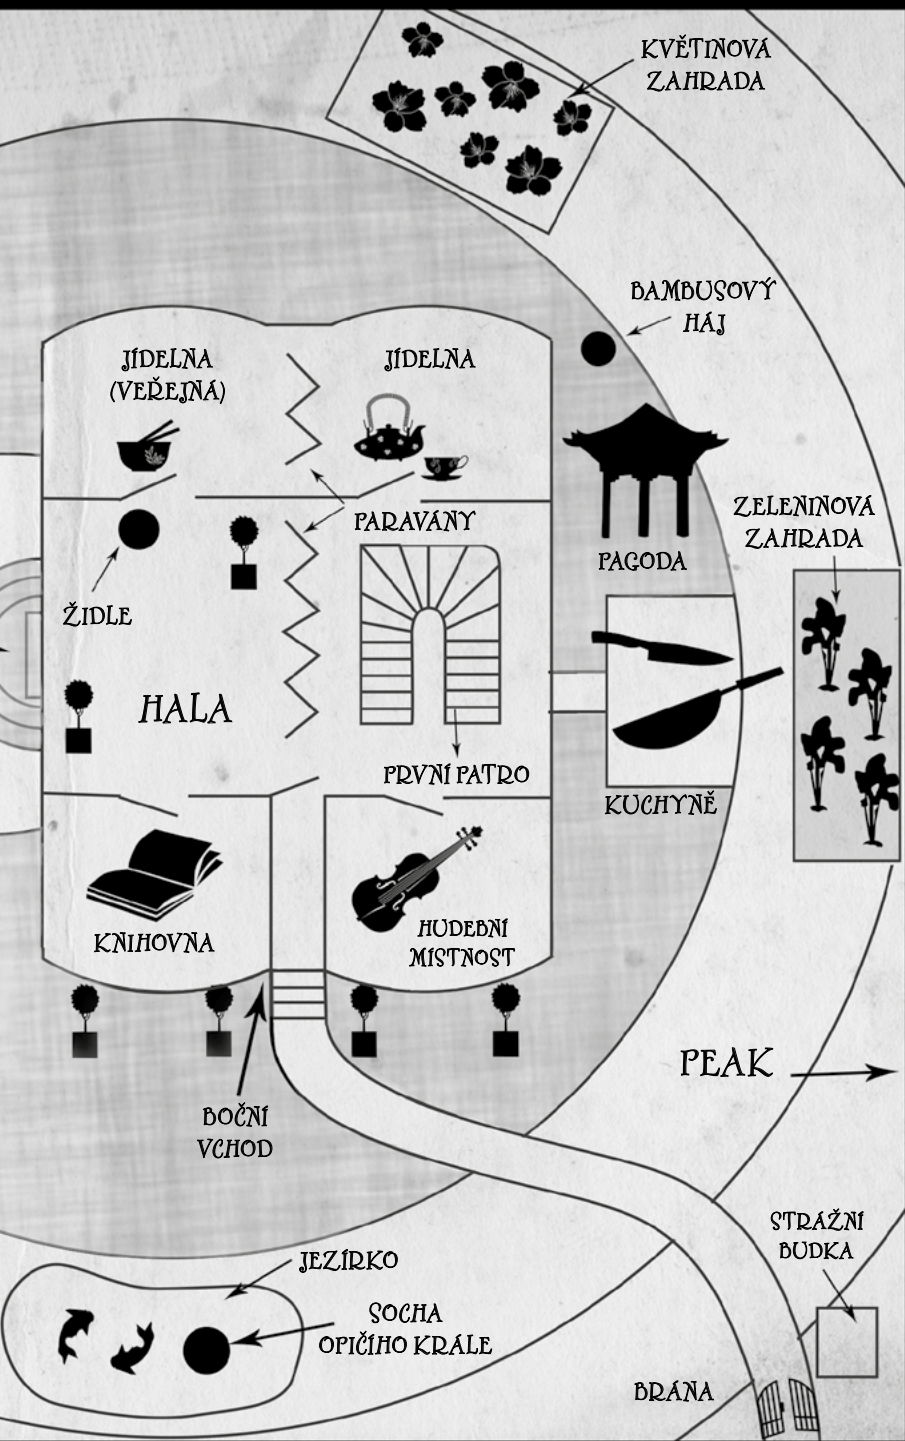 KVĚTINOVÁ
ZAHRADA
BAMBUSOVÝ
HÁJ
JÍDELNA
(VEŘEJNÁ)
JÍDELNA
PARAVÁNY
PAGODA
ZELENINOVÁ
ZAHRADA
ŽIDLE
HALA
PRVNÍ PATRO
KUCHYNĚ
KNIHOVNA
HUDEBNÍ
MÍSTNOST
PEAK
BOČNÍ
VCHOD
STRÁŽNÍ
BUDKA
JEZÍRKO
SOCHA
OPIČÍHO KRÁLE
BRÁNA